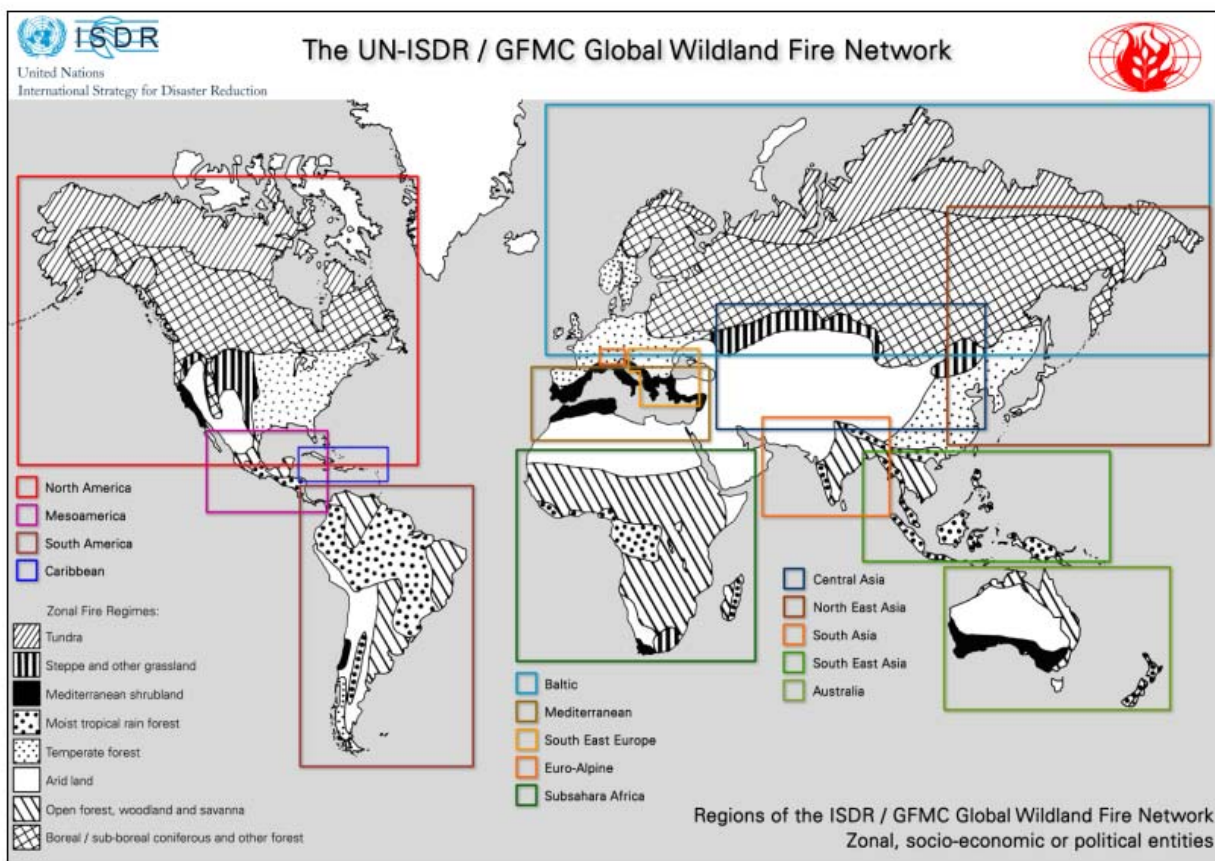 ISDR
United Nations
International Strategy for Disaster Reduction
The UN-ISDR / GFMC Global Wildland Fire Network
North America
Mesoamerica
South America
Caribbean
Zonal Fire Regimes:
Tundra
Steppe and other grassland
Mediterranean shrubland
Moist tropical rain forest
Temperate forest
Arid land
Open forest, woodland and savanna
Boreal / sub-boreal coniferous and other forest
Baltic
Mediterranean
South East Europe
Euro-Alpine
Subsahara Africa
Central Asia
North East Asia
South Asia
South East Asia
Australia
Regions of the ISDR / GFMC Global Wildland Fire Network
Zonal, socio-economic or political entities